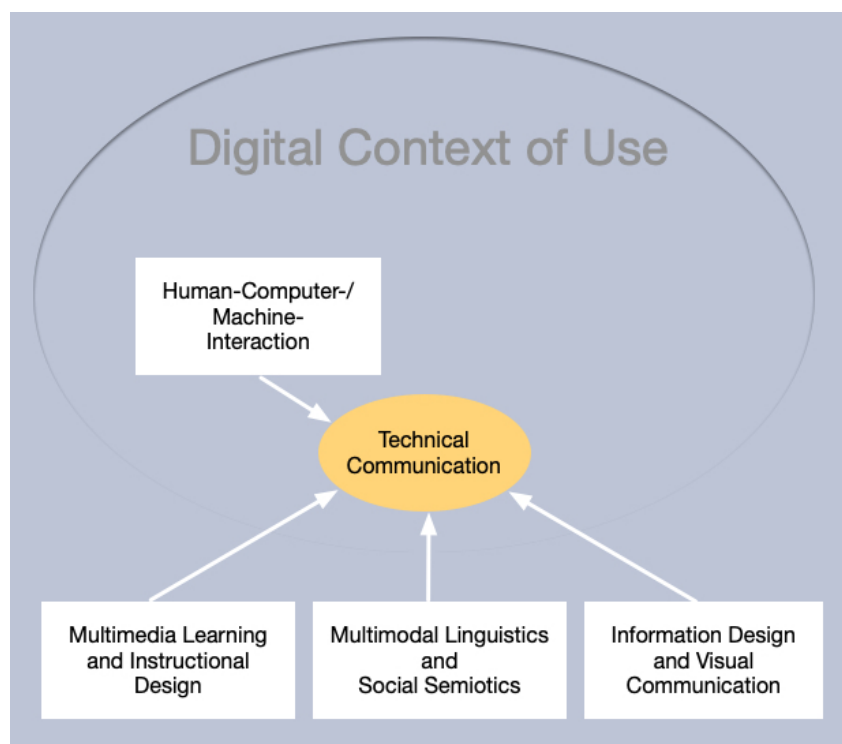 Digital Context of Use
Human-Computer-/
Machine-
Interaction
Technical
Communication
Multimedia Learning
and Instructional
Design
Multimodal Linguistics
and
Social Semiotics
Information Design
and Visual
Communication